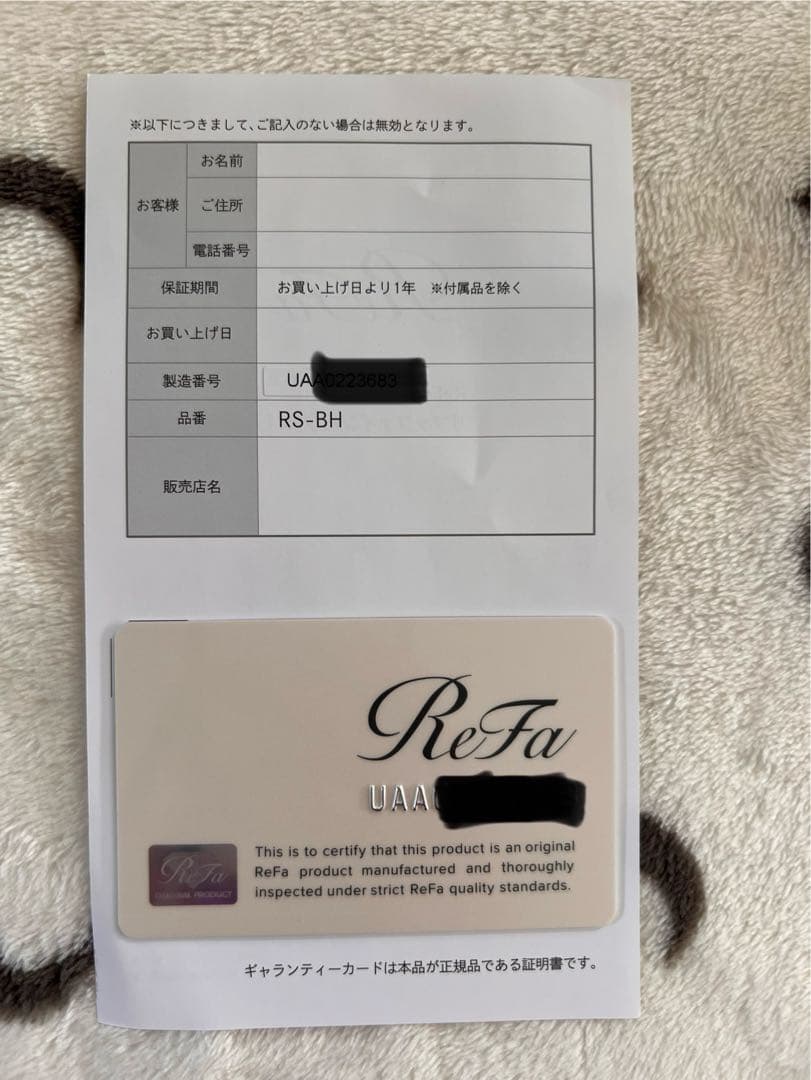 ※以下につきまして、ご記入のない場合は無効となります。
お客様
お名前
ご住所
電話番号
保証期間 お買い上げ日より1年 ※付属品を除く
お買い上げ日
製造番号 UAA0223683
品番 RS-BH
販売店名
ReFa
UAA
This is to certify that this product is an original
ReFa product manufactured and thoroughly
inspected under strict ReFa quality standards.
ReFa
ORIGINAL PRODUCT
ギャランティーカードは本品が正規品である証明書です。